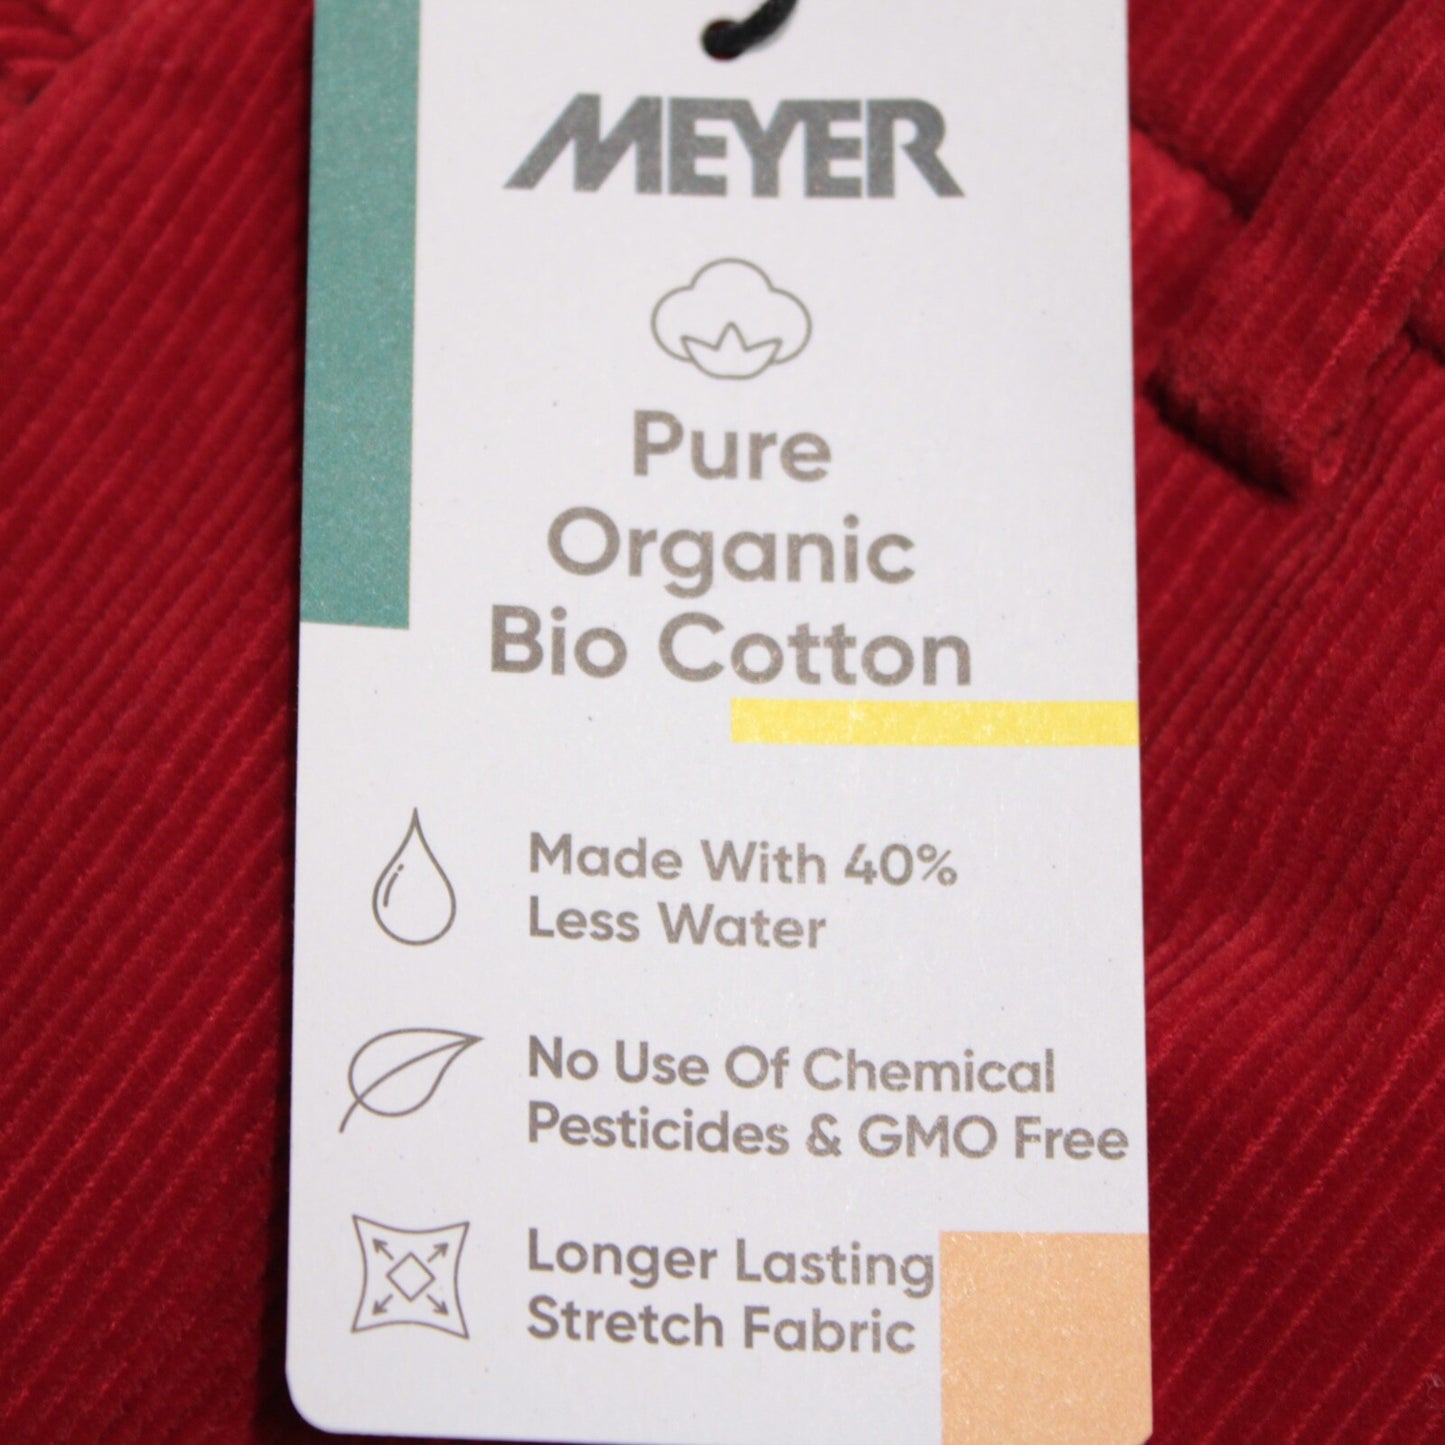 MEYER
Pure
Organic
Bio Cotton
Made With 40%
Less Water
No Use Of Chemical
Pesticides & GMO Free
Longer Lasting
Stretch Fabric